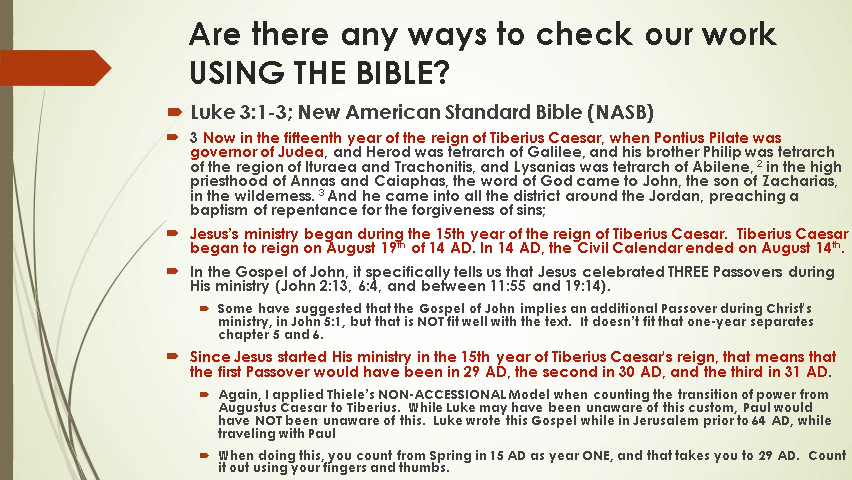 Are there any ways to check our work
USING THE BIBLE?
Luke 3:1-3; New American Standard Bible (NASB)
3 Now in the fifteenth year of the reign of Tiberius Caesar, when Pontius Pilate was
governor of Judea, and Herod was tetrarch of Galilee, and his brother Philip was tetrarch
of the region of Ituraea and Trachonitis, and Lysanias was tetrarch of Abilene, 2 in the high
priesthood of Annas and Caiaphas, the word of God came to John, the son of Zacharias,
in the wilderness. 3 And he came into all the district around the Jordan, preaching a
baptism of repentance for the forgiveness of sins;
Jesus's ministry began during the 15th year of the reign of Tiberius Caesar. Tiberius Caesar
began to reign on August 19th of 14 AD. In 14 AD, the Civil Calendar ended on August 14th.
In the Gospel of John, it specifically tells us that Jesus celebrated THREE Passovers during
His ministry (John 2:13, 6:4, and between 11:55 and 19:14).
Some have suggested that the Gospel of John implies an additional Passover during Christ's
ministry, in John 5:1, but that is NOT fit well with the text. It doesn't fit that one-year separates
chapter 5 and 6.
Since Jesus started His ministry in the 15th year of Tiberius Caesar's reign, that means that
the first Passover would have been in 29 AD, the second in 30 AD, and the third in 31 AD.
Again, I applied Thiele's NON-ACCESSIONAL Model when counting the transition of power from
Augustus Caesar to Tiberius. While Luke may have been unaware of this custom, Paul would
have NOT been unaware of this. Luke wrote this Gospel while in Jerusalem prior to 64 AD, while
traveling with Paul
When doing this, you count from Spring in 15 AD as year ONE, and that takes you to 29 AD. Count
it out using your fingers and thumbs.